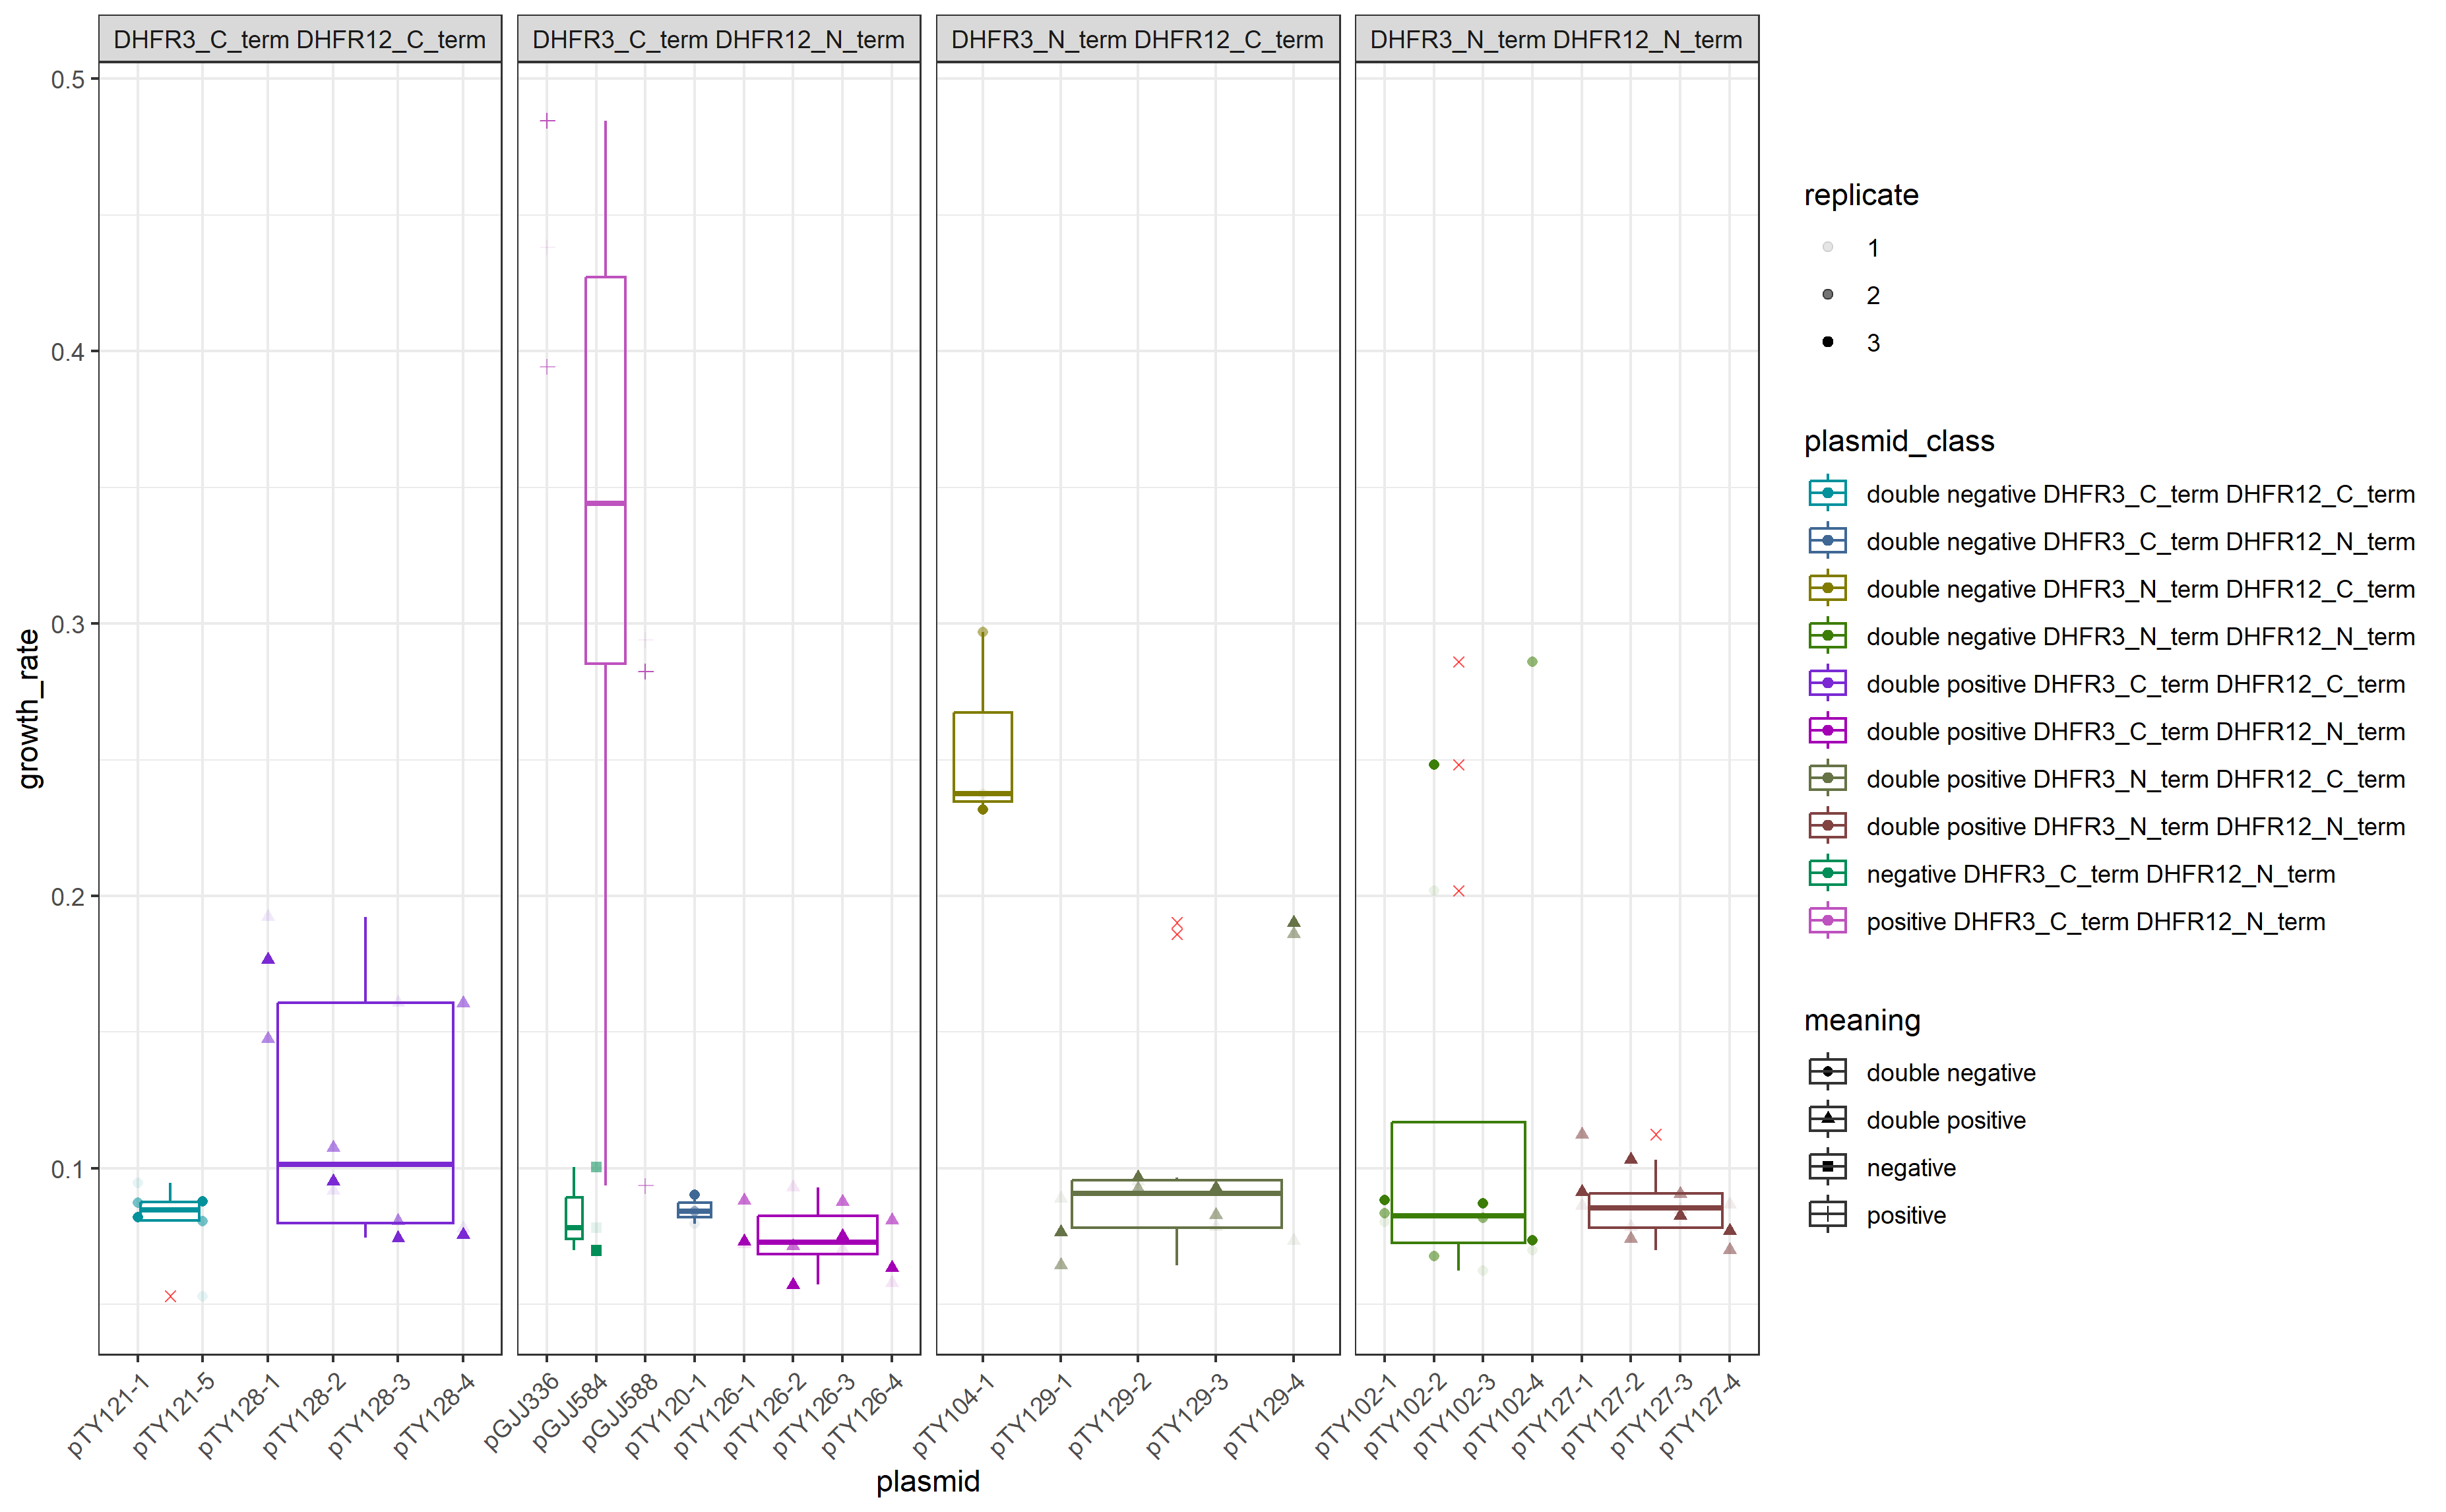 DHFR3_C_term DHFR12_C_term
DHFR3_C_term DHFR12_N_term
DHFR3_N_term DHFR12_C_term
DHFR3_N_term DHFR12_N_term
0.5
0.4
0.3
0.2
0.1
growth_rate
pTY121-1
pTY121-5
pTY128-1
pTY128-2
pTY128-3
pTY128-4
pGJJ336
pGJJ584
pGJJ588
pTY120-1
pTY126-1
pTY126-2
pTY126-3
pTY126-4
pTY104-1
pTY129-1
pTY129-2
pTY129-3
pTY129-4
pTY102-1
pTY102-2
pTY102-3
pTY102-4
pTY127-1
pTY127-2
pTY127-3
pTY127-4
plasmid
replicate
1
2
3
plasmid_class
double negative DHFR3_C_term DHFR12_C_term
double negative DHFR3_C_term DHFR12_N_term
double negative DHFR3_N_term DHFR12_C_term
double negative DHFR3_N_term DHFR12_N_term
double positive DHFR3_C_term DHFR12_C_term
double positive DHFR3_C_term DHFR12_N_term
double positive DHFR3_N_term DHFR12_C_term
double positive DHFR3_N_term DHFR12_N_term
negative DHFR3_C_term DHFR12_N_term
positive DHFR3_C_term DHFR12_N_term
meaning
double negative
double positive
negative
positive